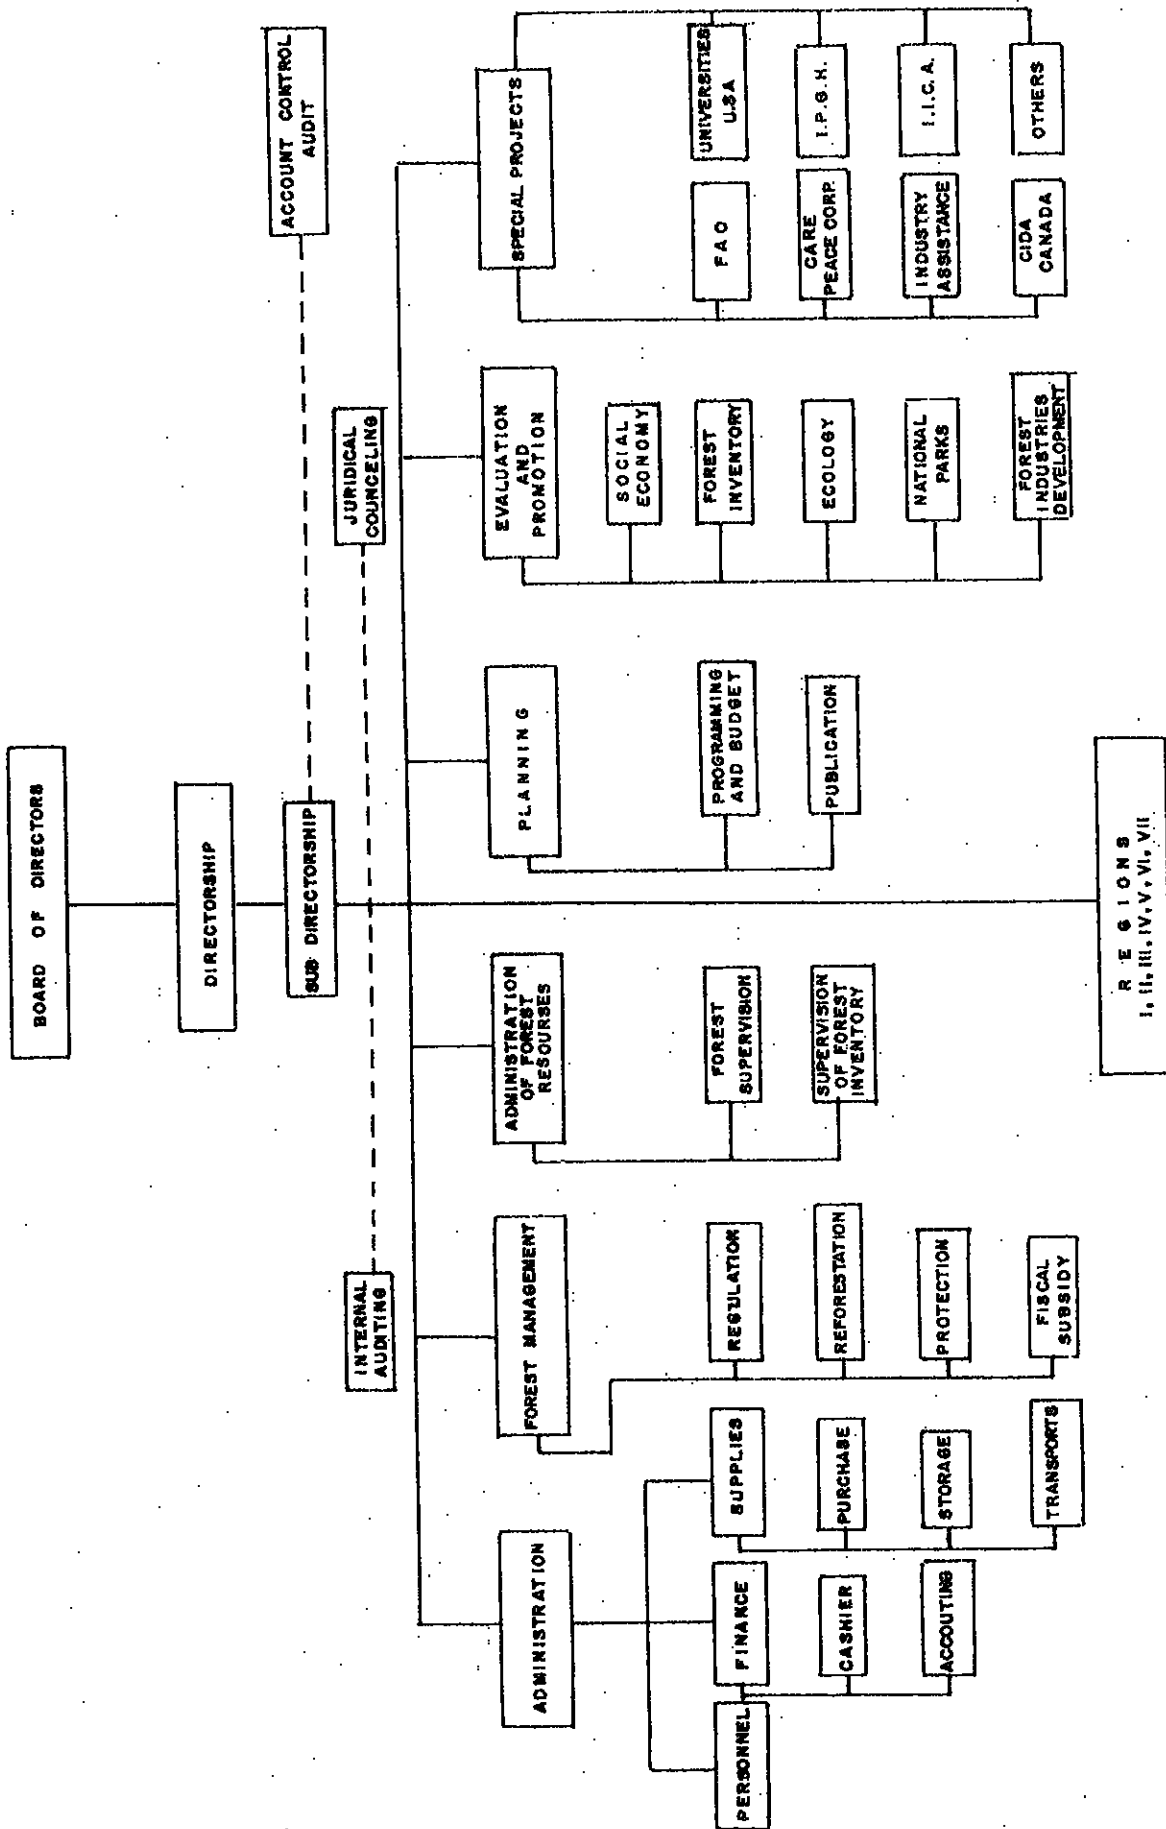 BOARD OF DIRECTORS
DIRECTORSHIP
SUB DIRECTORSHIP
ACCOUNT CONTROL
AUDIT
INTERNAL
AUDITING
JURIDICAL
COUNCELING
ADMINISTRATION
FOREST MANAGEMENT
ADMINISTRATION
OF FOREST
RESOURSES
PLANNING
EVALUATION
AND
PROMOTION
SPECIAL PROJECTS
PERSONNEL
FINANCE
CASHIER
ACCOUTING
SUPPLIES
PURCHASE
STORAGE
TRANSPORTS
REGULATION
REFORESTATION
PROTECTION
FISCAL
SUBSIDY
FOREST
SUPERVISION
SUPERVISION
OF FOREST
INVENTORY
PROGRAMMING
AND BUDGET
PUBLICATION
SOCIAL
ECONOMY
FOREST
INVENTORY
ECOLOGY
NATIONAL
PARKS
FOREST
INDUSTRIES
DEVELOPMENT
FAO
CARE
PEACE CORP.
INDUSTRY
ASSISTANCE
CIDA
CANADA
UNIVERSITIES
U.S.A
I.P.G.H.
I.I.C.A.
OTHERS
REGIONS
I, II, III, IV, V, VI, VII